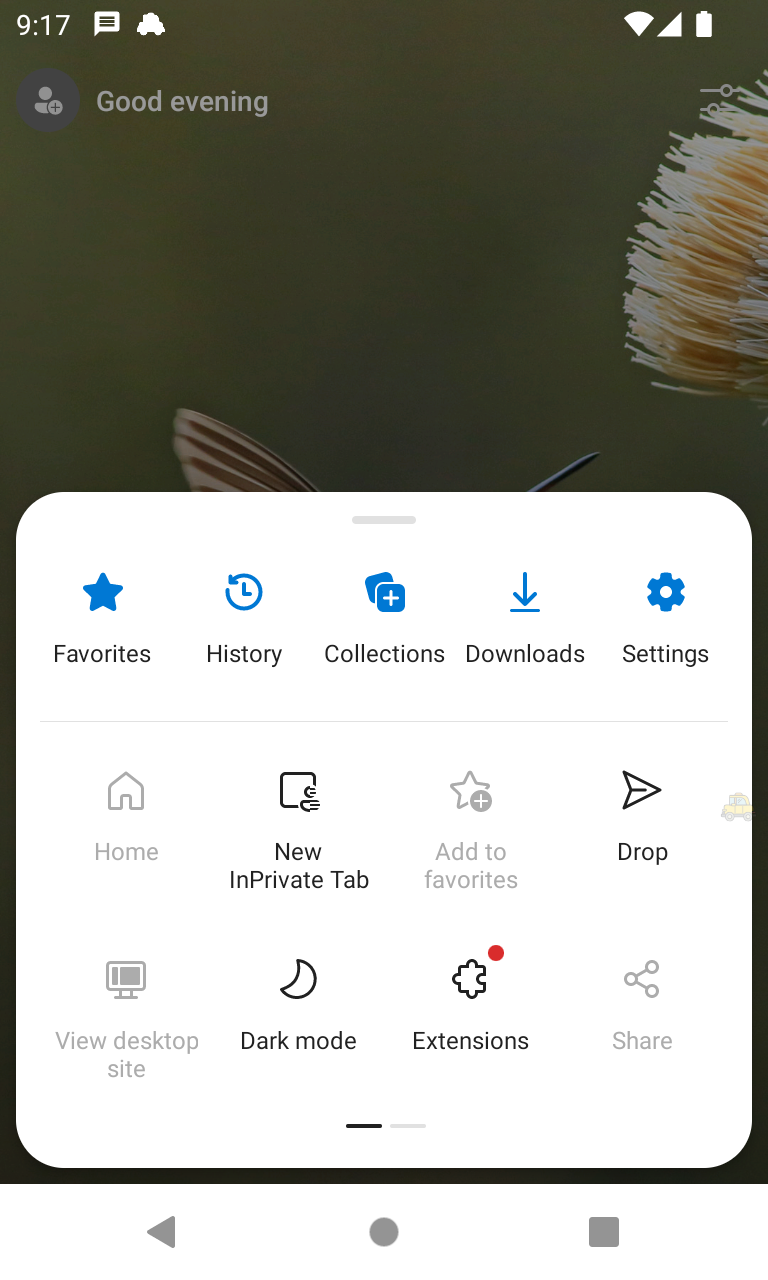 9:17
Good evening
Favorites
History
Collections
Downloads
Settings
Home
New
InPrivate Tab
Add to
favorites
Drop
View desktop
site
Dark mode
Extensions
Share